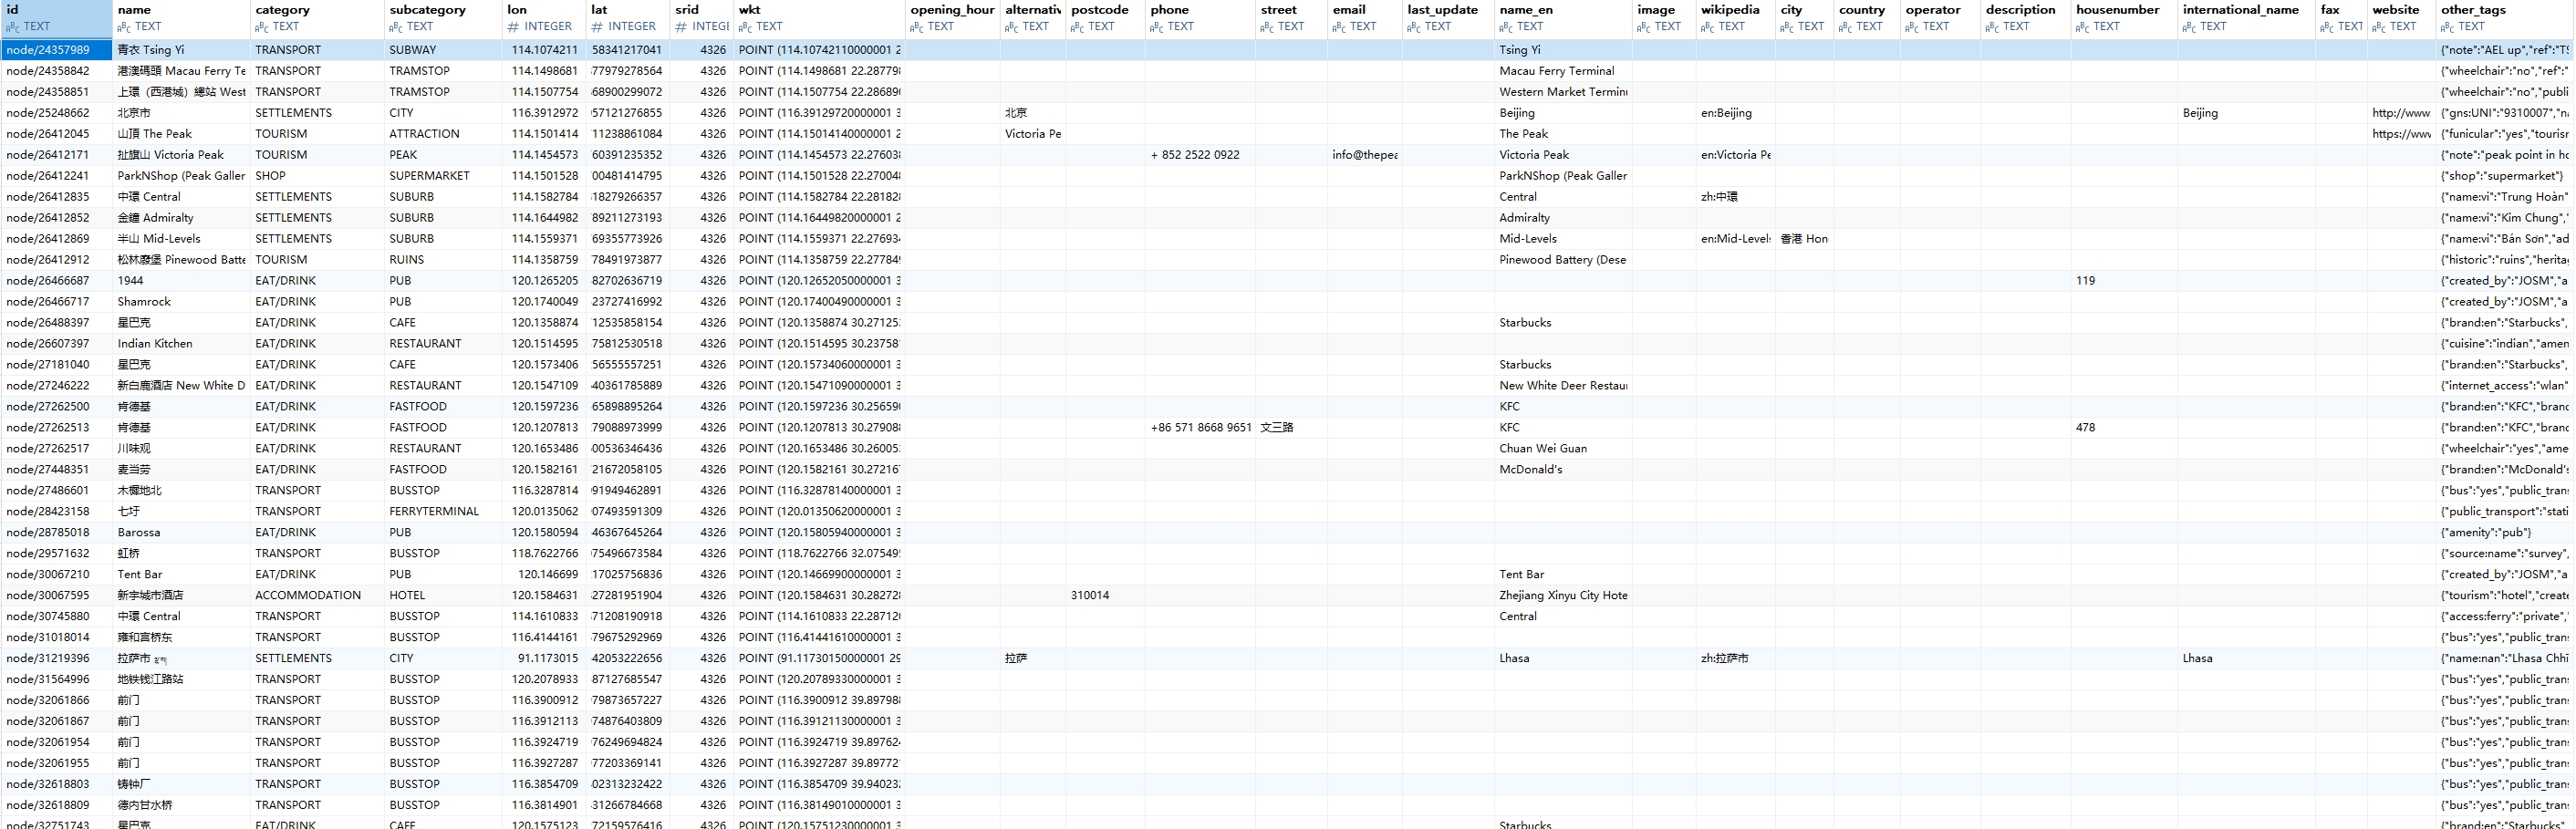 id name category subcategory lon lat srid wkt opening_hour alternativ postcode phone street email last_update name_en image wikipedia city country operator description housenumber international_name fax website other_tags
TEXT TEXT TEXT TEXT INTEGER INTEGER INTEGI TEXT TEXT TEXT TEXT TEXT TEXT TEXT TEXT TEXT TEXT TEXT TEXT TEXT TEXT TEXT TEXT TEXT TEXT TEXT TEXT
node/24357989 青衣 Tsing Yi TRANSPORT SUBWAY 114.1074211 58341217041 4326 POINT (114.10742110000001 2 Tsing Yi {"note":"AEL up","ref":"TS
node/24358842 港澳碼頭 Macau Ferry Te TRANSPORT TRAMSTOP 114.1498681 77979278564 4326 POINT (114.1498681 22.287798 Macau Ferry Terminal {"wheelchair":"no","ref":"
node/24358851 上環（西港城）總站 West TRANSPORT TRAMSTOP 114.1507754 68900299072 4326 POINT (114.1507754 22.286890 Western Market Termin {"wheelchair":"no","publi
node/25248662 北京市 SETTLEMENTS CITY 116.3912972 57121276855 4326 POINT (116.39129720000001 3 北京 Beijing en:Beijing Beijing http://www {"gns:UNI":"9310007","n
node/26412045 山頂 The Peak TOURISM ATTRACTION 114.1501414 11238861084 4326 POINT (114.15014140000001 2 Victoria Pe The Peak https://ww {"funicular":"yes","tourism
node/26412171 扯旗山 Victoria Peak TOURISM PEAK 114.1454573 60391235352 4326 POINT (114.1454573 22.27603 + 852 2522 0922 info@thepea Victoria Peak en:Victoria Pe {"note":"peak point in h
node/26412241 ParkNShop (Peak Galler SHOP SUPERMARKET 114.1501528 00481414795 4326 POINT (114.1501528 22.270048 ParkNShop (Peak Galler {"shop":"supermarket"}
node/26412835 中環 Central SETTLEMENTS SUBURB 114.1582784 18279266357 4326 POINT (114.1582784 22.28182 Central zh:中環 {"name:vi":"Trung Hoàn"
node/26412852 金鐘 Admiralty SETTLEMENTS SUBURB 114.1644982 89211273193 4326 POINT (114.16449820000001 2 Admiralty {"name:vi":"Kim Chung",
node/26412869 半山 Mid-Levels SETTLEMENTS SUBURB 114.1559371 69355773926 4326 POINT (114.1559371 22.27693 Mid-Levels en:Mid-Levels 香港 Hon {"name:vi":"Bán Sơn","ad
node/26412912 松林廢堡 Pinewood Batte TOURISM RUINS 114.1358759 78491973877 4326 POINT (114.1358759 22.277849 Pinewood Battery (Dese {"historic":"ruins","heritag
node/26466687 1944 EAT/DRINK PUB 120.1265205 82702636719 4326 POINT (120.12652050000001 3 119 {"created_by":"JOSM","a
node/26466717 Shamrock EAT/DRINK PUB 120.1740049 23727416992 4326 POINT (120.17400490000001 3 {"created_by":"JOSM","a
node/26488397 星巴克 EAT/DRINK CAFE 120.1358874 12535858154 4326 POINT (120.1358874 30.27125 Starbucks {"brand:en":"Starbucks",
node/26607397 Indian Kitchen EAT/DRINK RESTAURANT 120.1514595 75812530518 4326 POINT (120.1514595 30.23758 {"cuisine":"indian","amen
node/27181040 星巴克 EAT/DRINK CAFE 120.1573406 56555557251 4326 POINT (120.15734060000001 3 Starbucks {"brand:en":"Starbucks",
node/27246222 新白鹿酒店 New White D EAT/DRINK RESTAURANT 120.1547109 40361785889 4326 POINT (120.15471090000001 3 New White Deer Restau {"internet_access":"wlan"
node/27262500 肯德基 EAT/DRINK FASTFOOD 120.1597236 65898895264 4326 POINT (120.1597236 30.256590 KFC {"brand:en":"KFC","brand
node/27262513 肯德基 EAT/DRINK FASTFOOD 120.1207813 79088973999 4326 POINT (120.1207813 30.279088 +86 571 8668 9651 文三路 KFC 478 {"brand:en":"KFC","brand
node/27262517 川味观 EAT/DRINK RESTAURANT 120.1653486 00536346436 4326 POINT (120.1653486 30.26005 Chuan Wei Guan {"wheelchair":"yes","ame
node/27448351 麦当劳 EAT/DRINK FASTFOOD 120.1582161 21672058105 4326 POINT (120.1582161 30.27216 McDonald's {"brand:en":"McDonald's
node/27486601 木樨地北 TRANSPORT BUSSTOP 116.3287814 91949462891 4326 POINT (116.32878140000001 3 {"bus":"yes","public_tran
node/28423158 七圩 TRANSPORT FERRYTERMINAL 120.0135062 07493591309 4326 POINT (120.01350620000001 3 {"public_transport":"stati
node/28785018 Barossa EAT/DRINK PUB 120.1580594 46367645264 4326 POINT (120.15805940000001 3 {"amenity":"pub"}
node/29571632 虹桥 TRANSPORT BUSSTOP 118.7622766 75496673584 4326 POINT (118.7622766 32.07549 {"source:name":"survey",
node/30067210 Tent Bar EAT/DRINK PUB 120.146699 17025756836 4326 POINT (120.14669900000001 3 Tent Bar {"created_by":"JOSM","a
node/30067595 新宇城市酒店 ACCOMMODATION HOTEL 120.1584631 27281951904 4326 POINT (120.1584631 30.28272 310014 Zhejiang Xinyu City Hote {"tourism":"hotel","create
node/30745880 中環 Central TRANSPORT BUSSTOP 114.1610833 71208190918 4326 POINT (114.1610833 22.28712 Central {"access:ferry":"private",
node/31018014 雍和宫桥东 TRANSPORT BUSSTOP 116.4144161 79675292969 4326 POINT (116.41441610000001 3 {"bus":"yes","public_tran
node/31219396 拉萨市 SETTLEMENTS CITY 91.1173015 42053222656 4326 POINT (91.11730150000001 29 拉萨 Lhasa zh:拉萨市 Lhasa {"name:nan":"Lhasa Chhī
node/31564996 地铁钱江路站 TRANSPORT BUSSTOP 120.2078933 87127685547 4326 POINT (120.20789330000001 3 {"bus":"yes","public_tran
node/32061866 前门 TRANSPORT BUSSTOP 116.3900912 79873657227 4326 POINT (116.3900912 39.897988 {"bus":"yes","public_tran
node/32061867 前门 TRANSPORT BUSSTOP 116.3912113 74876403809 4326 POINT (116.39121130000001 3 {"bus":"yes","public_tran
node/32061954 前门 TRANSPORT BUSSTOP 116.3924719 76249694824 4326 POINT (116.3924719 39.89762 {"bus":"yes","public_tran
node/32061955 前门 TRANSPORT BUSSTOP 116.3927287 77203369141 4326 POINT (116.3927287 39.89772 {"bus":"yes","public_tran
node/32618803 铸钟厂 TRANSPORT BUSSTOP 116.3854709 02313232422 4326 POINT (116.3854709 39.94023 {"bus":"yes","public_tran
node/32618809 德内甘水桥 TRANSPORT BUSSTOP 116.3814901 31266784668 4326 POINT (116.38149010000001 3 {"bus":"yes","public_tran
node/32751743 星巴克 EAT/DRINK CAFE 120.1575123 72159576416 4326 POINT (120.15751230000001 3 Starbucks {"brand:en":"Starbucks",